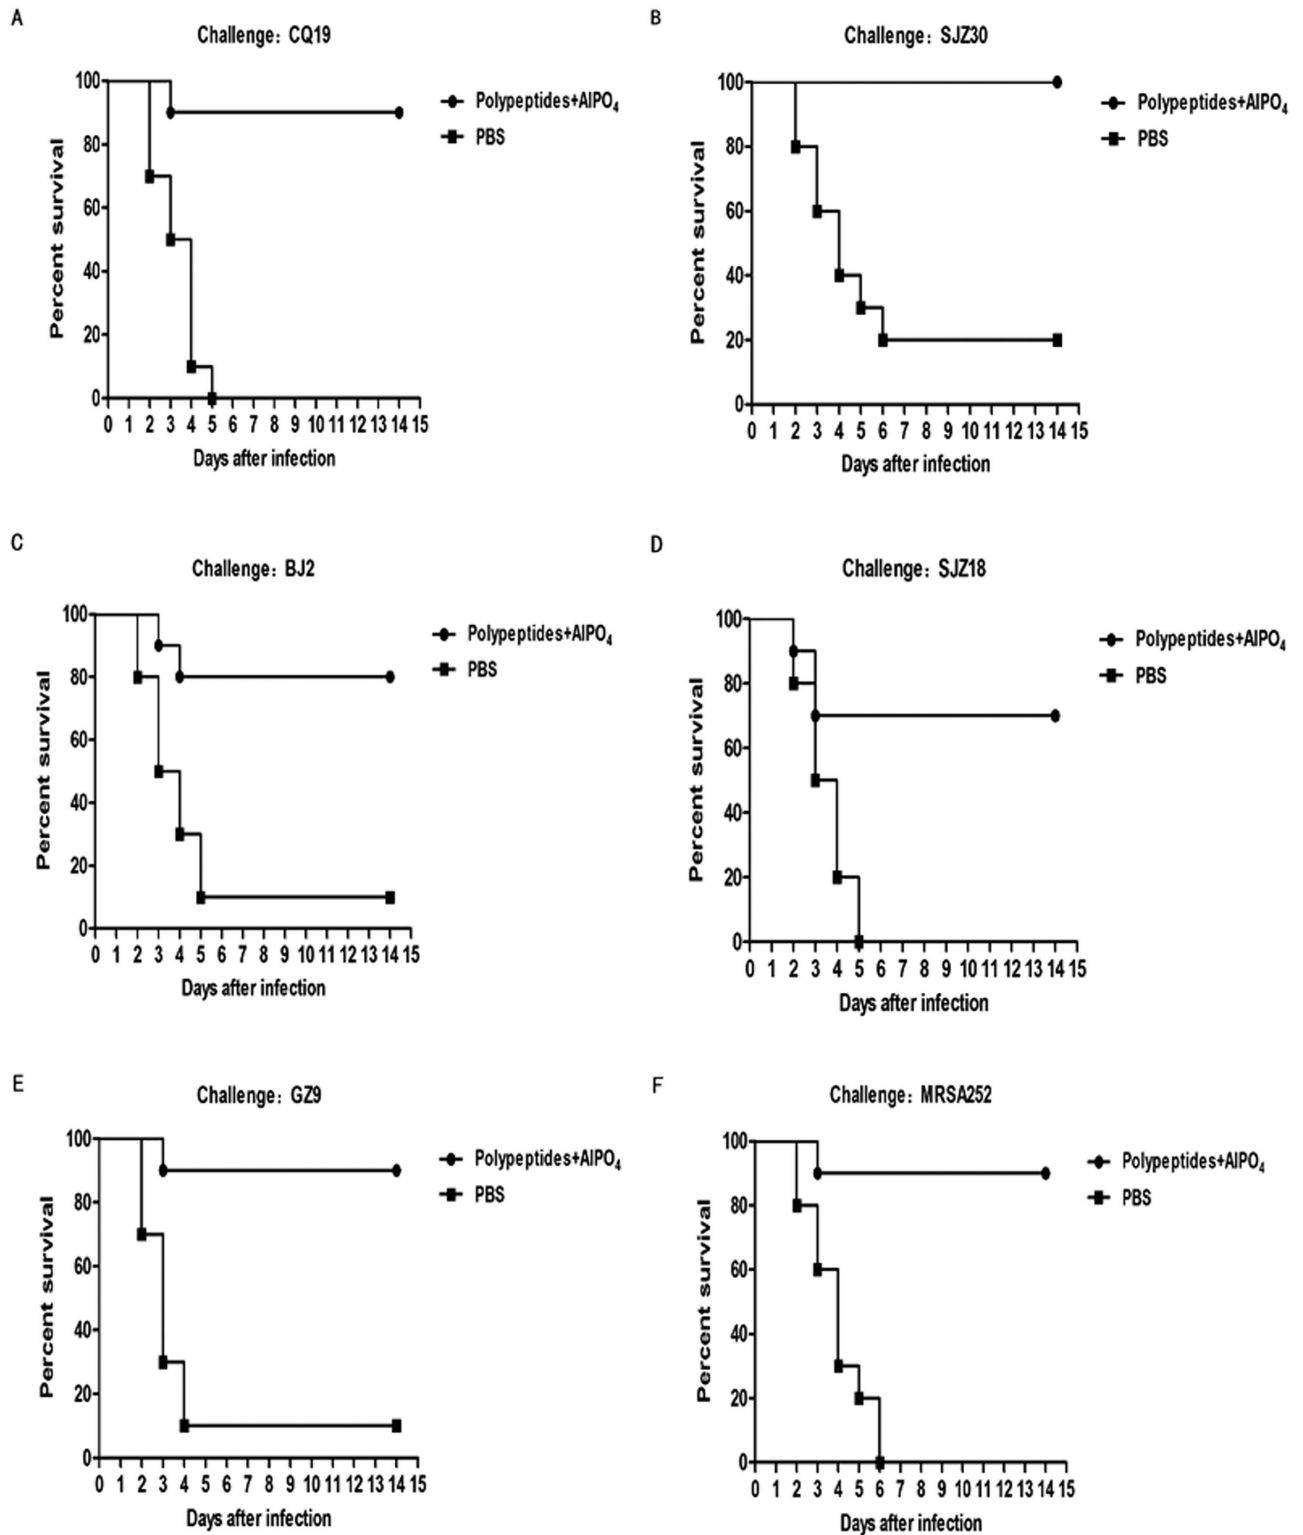 A
Challenge: CQ19
Percent survival
100
80
60
40
20
0
0 1 2 3 4 5 6 7 8 9 10 11 12 13 14 15
Days after infection
Polypeptides+AlPO4
PBS
B
Challenge: SJZ30
Percent survival
100
80
60
40
20
0
0 1 2 3 4 5 6 7 8 9 10 11 12 13 14 15
Days after infection
Polypeptides+AlPO4
PBS
C
Challenge: BJ2
Percent survival
100
80
60
40
20
0
0 1 2 3 4 5 6 7 8 9 10 11 12 13 14 15
Days after infection
Polypeptides+AlPO4
PBS
D
Challenge: SJZ18
Percent survival
100
80
60
40
20
0
0 1 2 3 4 5 6 7 8 9 10 11 12 13 14 15
Days after infection
Polypeptides+AlPO4
PBS
E
Challenge: GZ9
Percent survival
100
80
60
40
20
0
0 1 2 3 4 5 6 7 8 9 10 11 12 13 14 15
Days after infection
Polypeptides+AlPO4
PBS
F
Challenge: MRSA252
Percent survival
100
80
60
40
20
0
0 1 2 3 4 5 6 7 8 9 10 11 12 13 14 15
Days after infection
Polypeptides+AlPO4
PBS